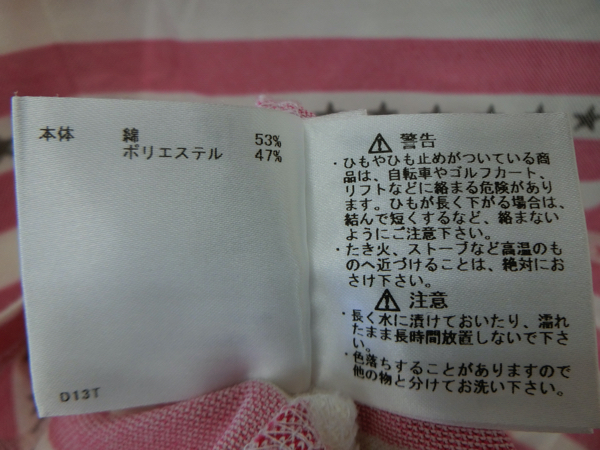 本体 綿 53%
ポリエステル 47%
D13T
警告
・ひもやひも止めがついている商
品は、自転車やゴルフカート、
リフトなどに絡まる危険があり
ます。ひもが長く下がる場合は、
結んで短くするなど、絡まない
ようにご注意下さい。
・たき火、ストーブなど高温のも
のへ近づけることは、絶対にお
さけ下さい。
注意
・長く水に漬けておいたり、濡れ
たまま長時間放置しないで下さ
い。
・色落ちすることがありますので
他の物と分けてお洗い下さい。